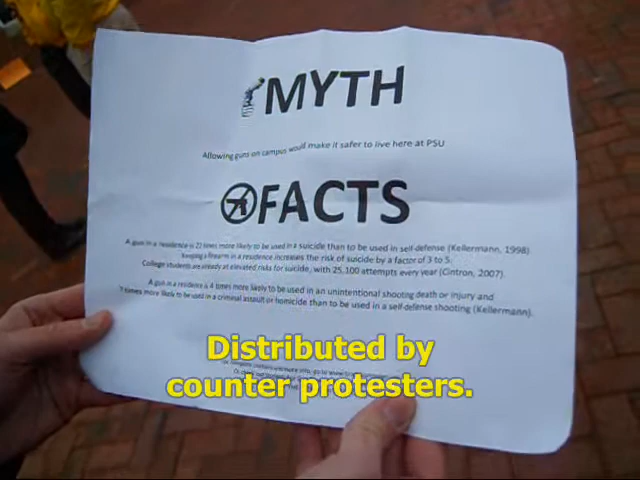 MYTH
Allowing guns on campus would make it safer to live here at PSU
FACTS
A gun in a residence is 22 times more likely to be used in a suicide than to be used in self-defense (Kellermann, 1998).
Keeping a firearm in a residence increases the risk of suicide by a factor of 3 to 5.
College students are already at elevated risks for suicide, with 25,100 attempts every year (Cintron, 2007).
A gun in a residence is 4 times more likely to be used in an unintentional shooting death or injury and
7 times more likely to be used in a criminal assault or homicide than to be used in a self-defense shooting (Kellermann).
Distributed by
counter protesters.